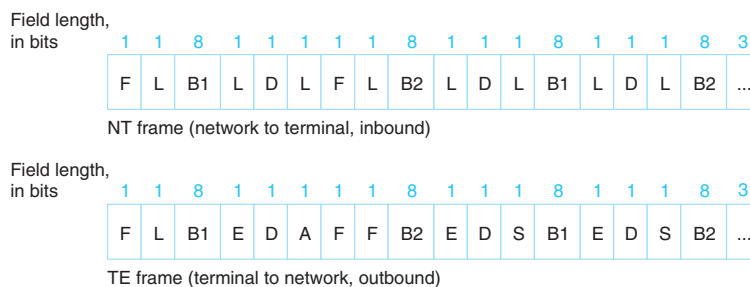 Field length,
in bits 1 1 8 1 1 1 1 1 8 1 1 1 8 1 1 1 8 3
F L B1 L D L F L B2 L D L B1 L D L B2 ...
NT frame (network to terminal, inbound)
Field length,
in bits 1 1 8 1 1 1 1 1 8 1 1 1 8 1 1 1 8 3
F L B1 E D A F F B2 E D S B1 E D S B2 ...
TE frame (terminal to network, outbound)